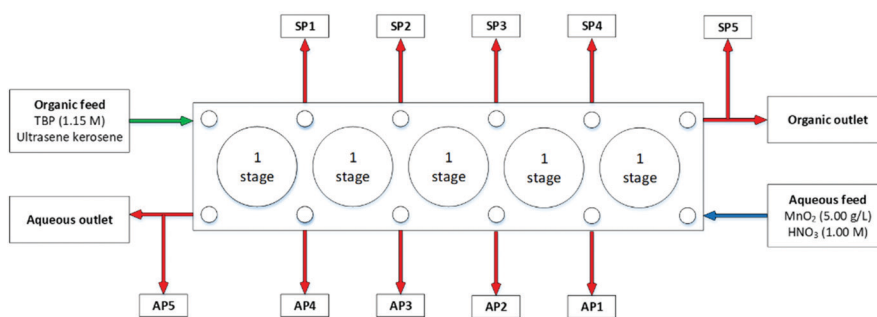 SP1
SP2
SP3
SP4
SP5
Organic feed
TBP (1.15 M)
Ultrasene kerosene
Organic outlet
1
stage
1
stage
1
stage
1
stage
1
stage
Aqueous outlet
Aqueous feed
MnO₂ (5.00 g/L)
HNO₃ (1.00 M)
AP5
AP4
AP3
AP2
AP1